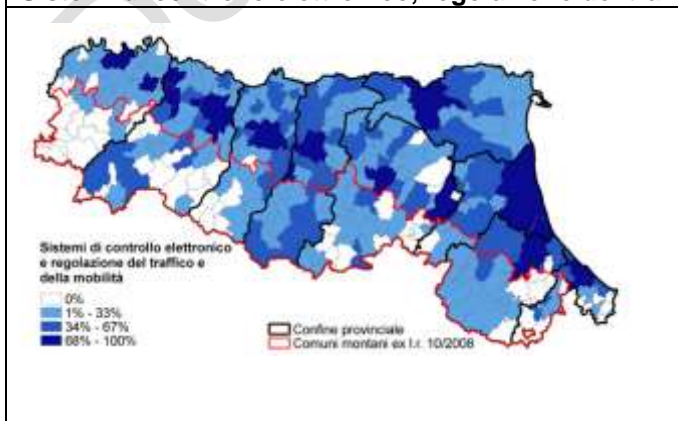 Sistemi di controllo elettronico
e regolazione del traffico e
della mobilità
0%
1% - 33%
34% - 67%
68% - 100%
Confine provinciale
Comuni montani ex l.r. 10/2008